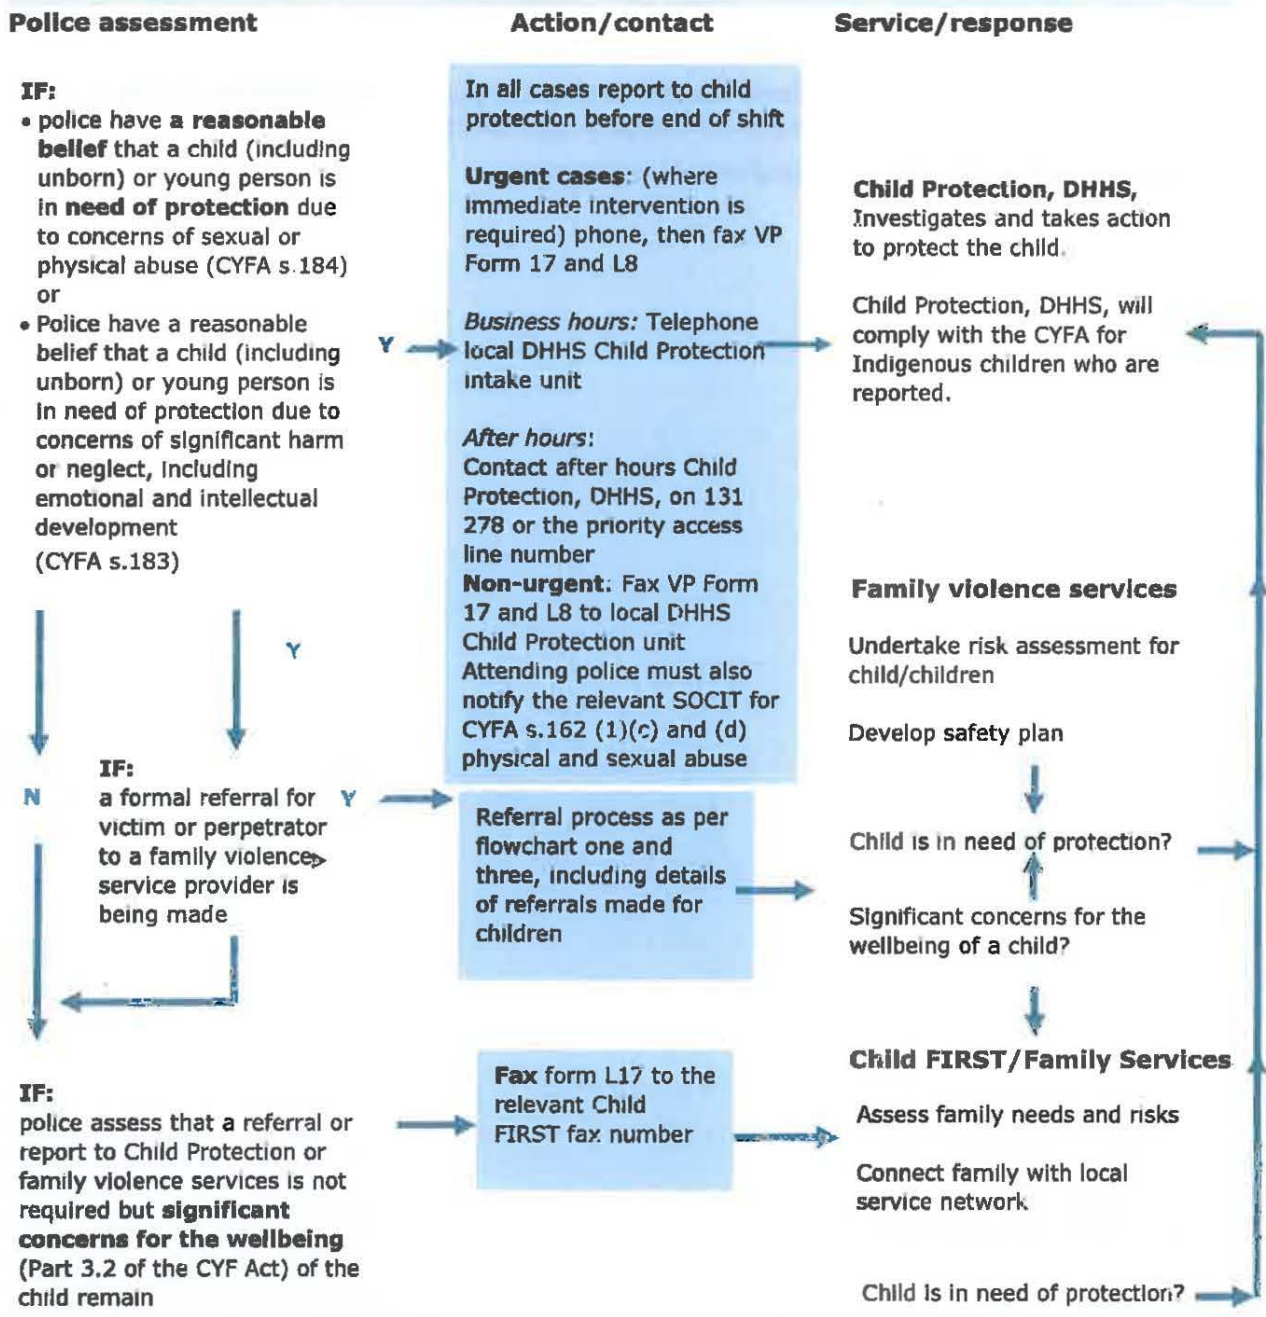 Police assessment
Action/contact
Service/response
IF:
• police have a reasonable
belief that a child (including
unborn) or young person is
in need of protection due
to concerns of sexual or
physical abuse (CYFA s.184)
or
• Police have a reasonable
belief that a child (including
unborn) or young person is
in need of protection due to
concerns of significant harm
or neglect, including
emotional and intellectual
development
(CYFA s.183)
Y
In all cases report to child
protection before end of shift
Urgent cases: (where
immediate intervention is
required) phone, then fax VP
Form 17 and L8
Business hours: Telephone
local DHHS Child Protection
intake unit
After hours:
Contact after hours Child
Protection, DHHS, on 131
278 or the priority access
line number
Non-urgent: Fax VP Form
17 and L8 to local DHHS
Child Protection unit
Attending police must also
notify the relevant SOCIT for
CYFA s.162 (1)(c) and (d)
physical and sexual abuse
Child Protection, DHHS,
Investigates and takes action
to protect the child.
Child Protection, DHHS, will
comply with the CYFA for
Indigenous children who are
reported.
Y
N
IF:
a formal referral for
victim or perpetrator
to a family violence
service provider is
being made
Y
Referral process as per
flowchart one and
three, including details
of referrals made for
children
Family violence services
Undertake risk assessment for
child/children
Develop safety plan
Child is in need of protection?
Significant concerns for the
wellbeing of a child?
IF:
police assess that a referral or
report to Child Protection or
family violence services is not
required but significant
concerns for the wellbeing
(Part 3.2 of the CYF Act) of the
child remain
Fax form L17 to the
relevant Child
FIRST fax number
Child FIRST/Family Services
Assess family needs and risks
Connect family with local
service network
Child is in need of protection?